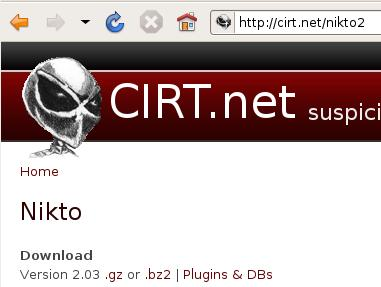 http://cirt.net/nikto2
CIRT.net suspici
Home
Nikto
Download
Version 2.03 .gz or .bz2 | Plugins & DBs